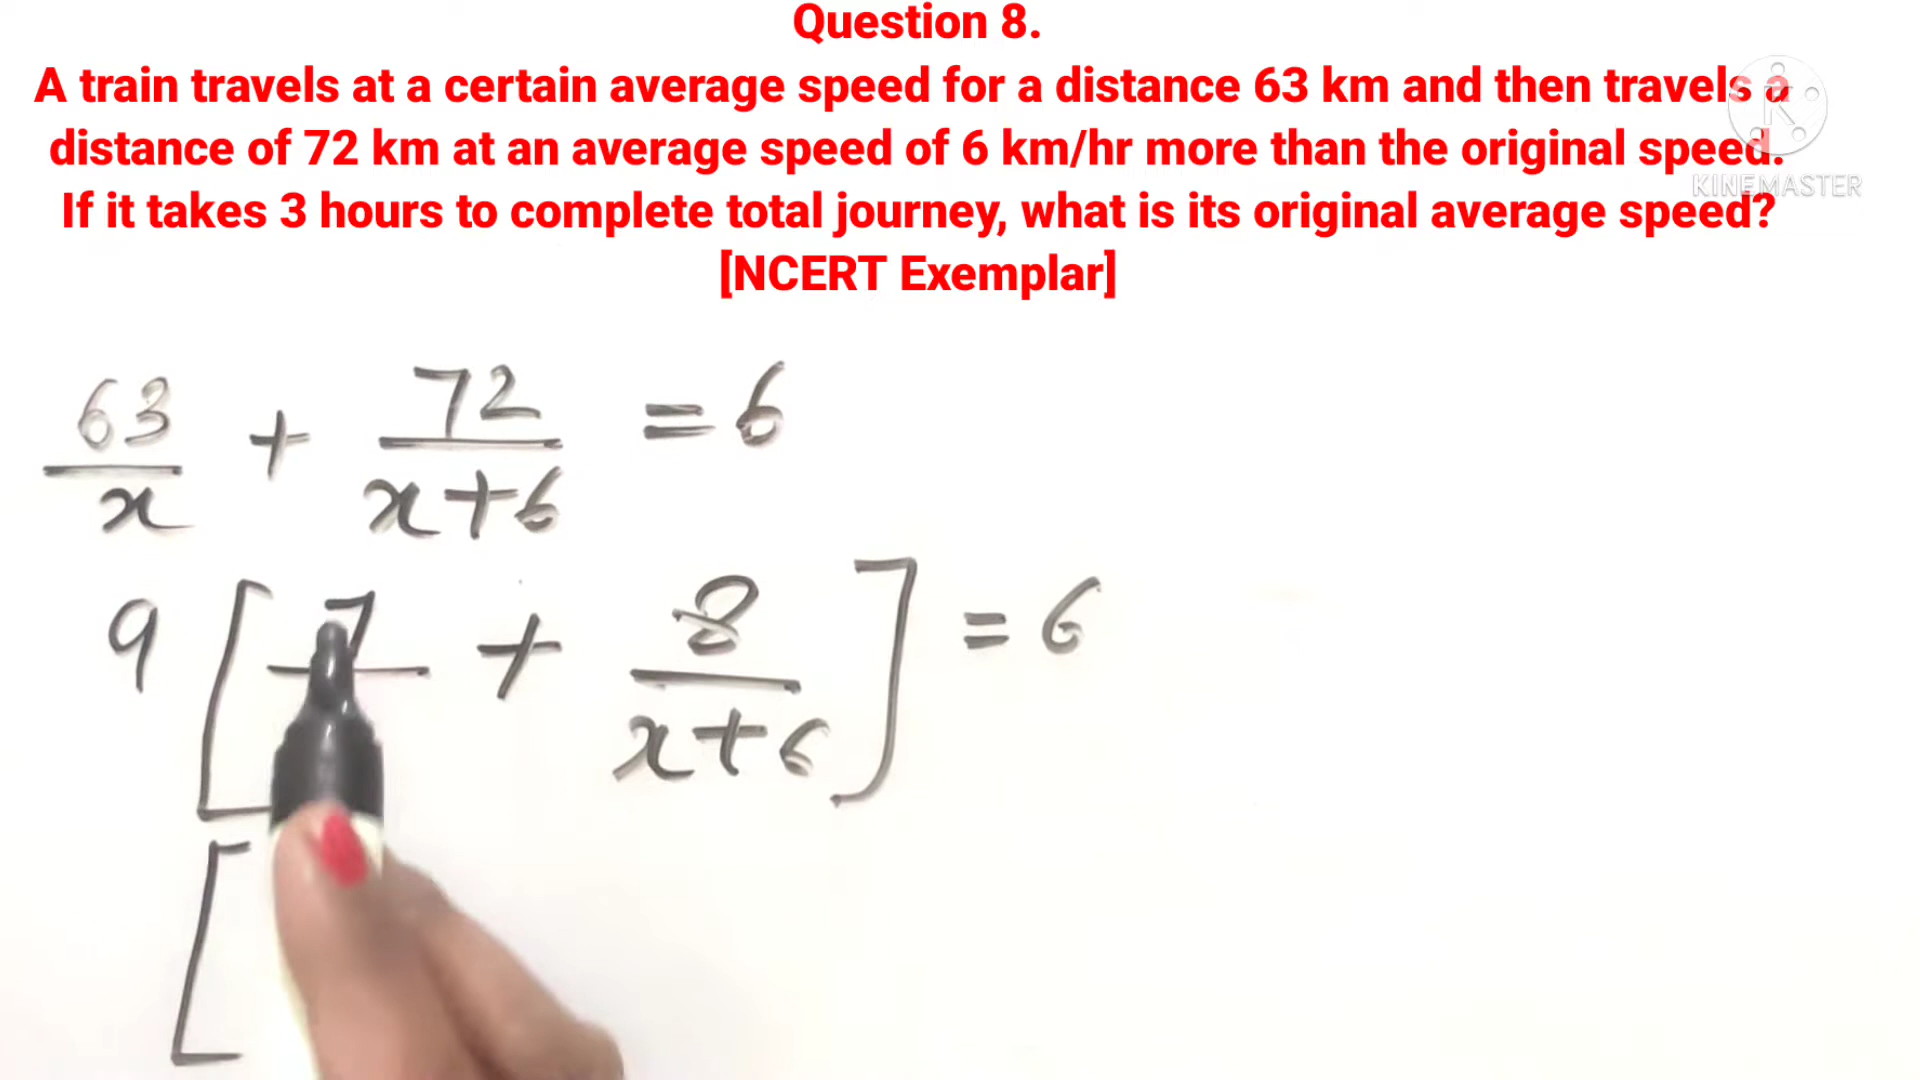 Question 8.
A train travels at a certain average speed for a distance 63 km and then travels a
distance of 72 km at an average speed of 6 km/hr more than the original speed.
If it takes 3 hours to complete total journey, what is its original average speed?
[NCERT Exemplar]
KINEMASTER
63/x + 72/x+6 = 6
9 [ 7/ + 8/x+6 ] = 6
[